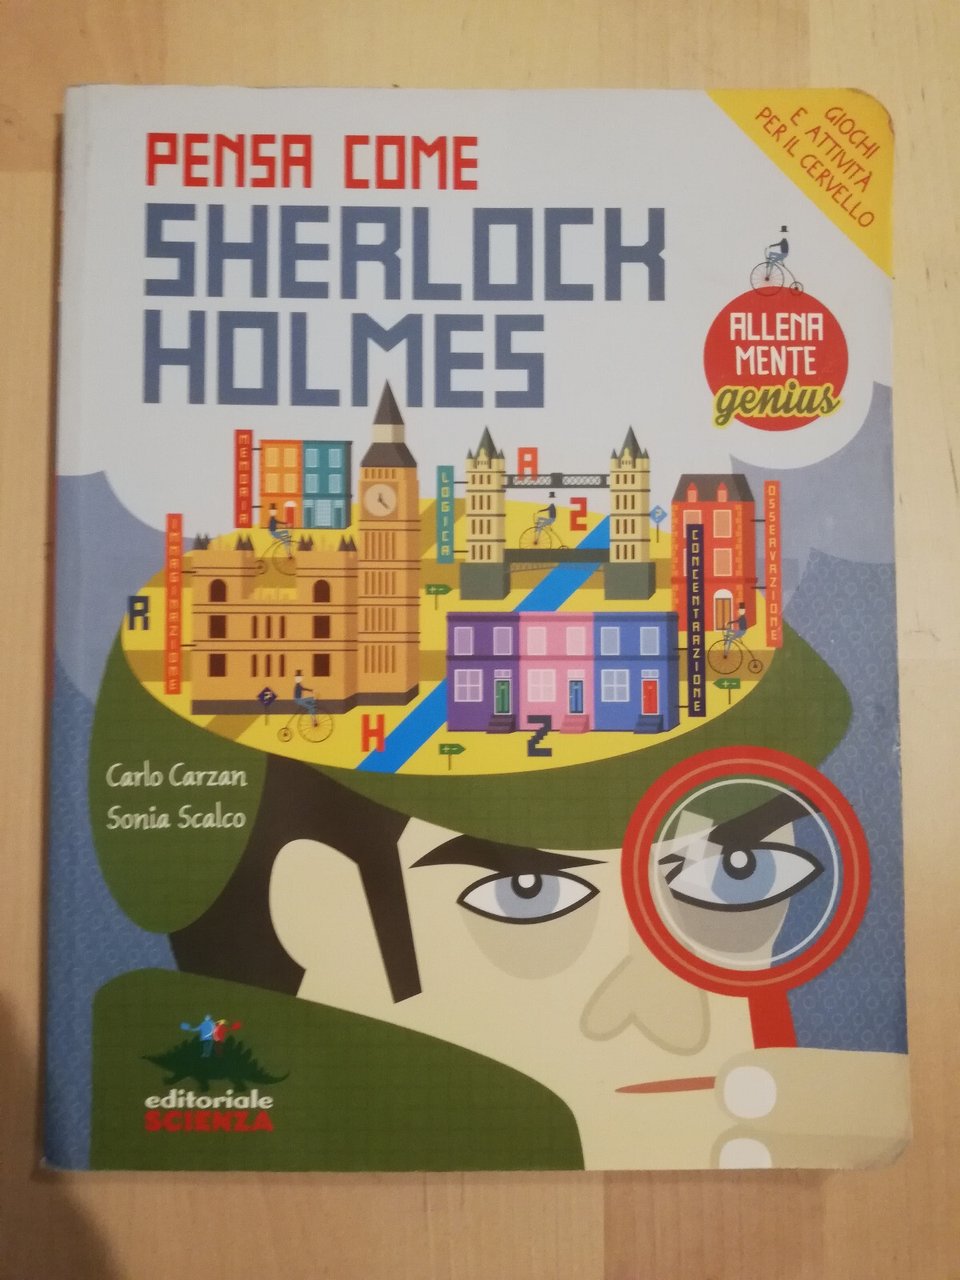 PENSA COME
SHERLOCK
HOLMES
GIOCHI
E ATTIVITÀ
PER IL CERVELLO
ALLENA
MENTE
genius
MEMORIA
IMMAGINAZIONE
LOGICA
A
Z
CONCENTRAZIONE
OSSERVAZIONE
R
H
Z
Carlo Carzan
Sonia Scalco
editoriale
SCIENZA